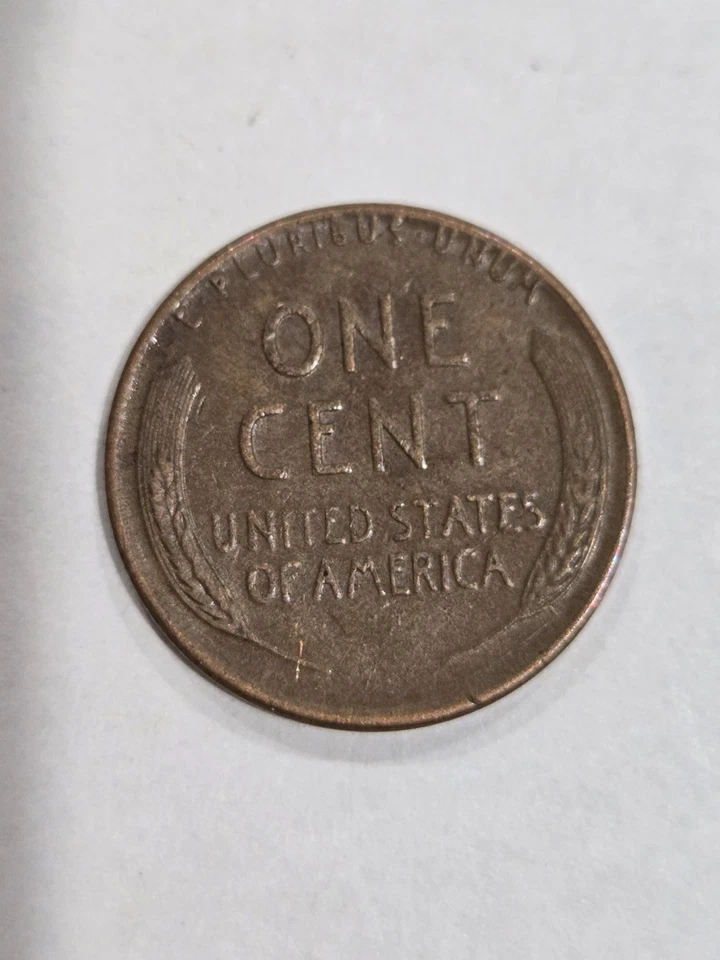 E·PLURIBUS·UNUM
ONE
CENT
UNITED STATES
OF AMERICA